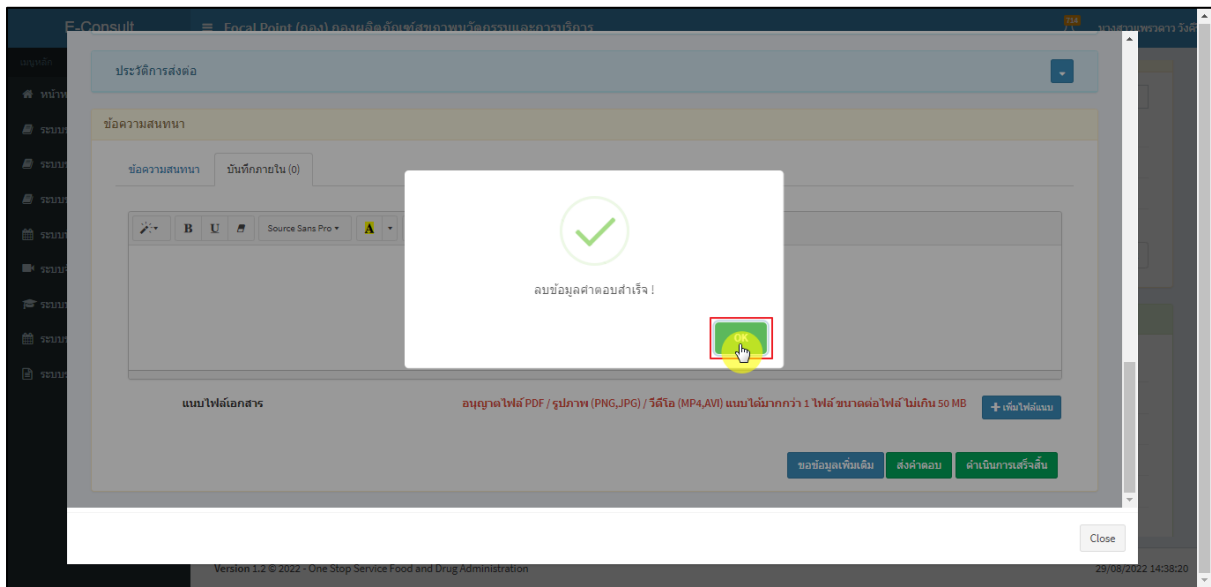 E-Consult
Focal Point (กอง) กองผลิตภัณฑ์สุขภาพนวัตกรรมและการบริการ
เมนูหลัก
ประวัติการส่งต่อ
ข้อความสนทนา
ข้อความสนทนา
บันทึกภายใน (0)
B U Source Sans Pro A
ลบข้อมูลคำตอบสำเร็จ !
OK
แนบไฟล์เอกสาร
อนุญาตไฟล์ PDF / รูปภาพ (PNG,JPG) / วีดีโอ (MP4,AVI) แนบได้มากกว่า 1 ไฟล์ ขนาดต่อไฟล์ ไม่เกิน 50 MB
+ เพิ่มไฟล์แนบ
ขอข้อมูลเพิ่มเติม
ส่งคำตอบ
ดำเนินการเสร็จสิ้น
Close
Version 1.2 © 2022 - One Stop Service Food and Drug Administration
29/08/2022 14:38:20